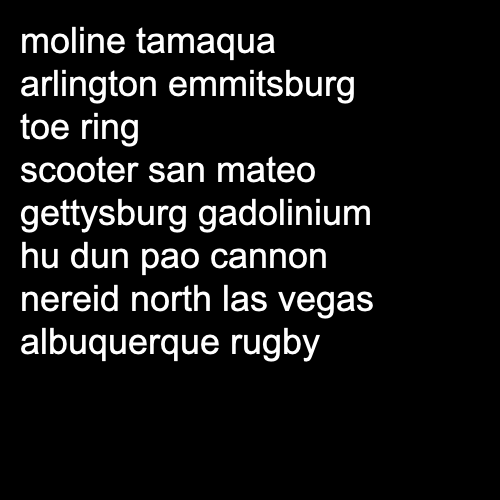 moline tamaqua
arlington emmitsburg
toe ring
scooter san mateo
gettysburg gadolinium
hu dun pao cannon
nereid north las vegas
albuquerque rugby